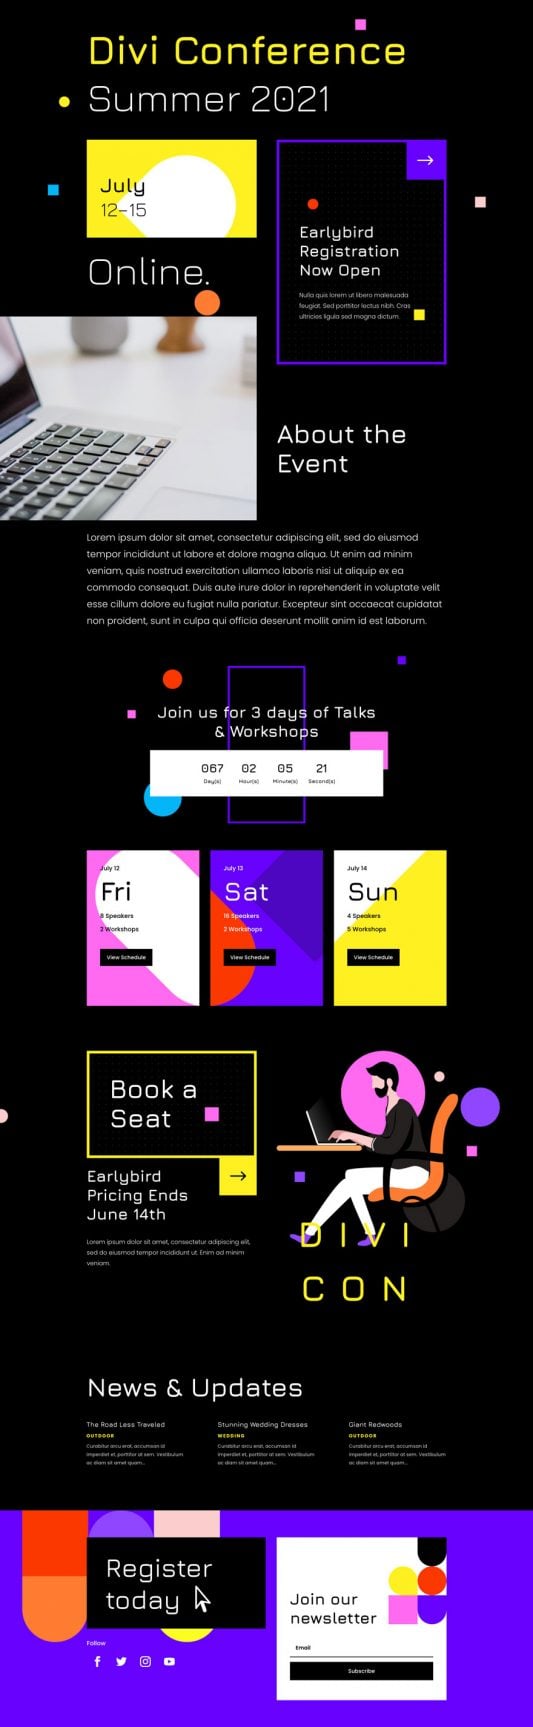 Divi Conference
Summer 2021
July
12–15
Online.
Earlybird
Registration
Now Open
Nulla quis lorem ut libero malesuada
feugiat. Sed porttitor lectus nibh. Cras
ultricies ligula sed magna dictum.
About the
Event
Lorem ipsum dolor sit amet, consectetur adipiscing elit, sed do eiusmod
tempor incididunt ut labore et dolore magna aliqua. Ut enim ad minim
veniam, quis nostrud exercitation ullamco laboris nisi ut aliquip ex ea
commodo consequat. Duis aute irure dolor in reprehenderit in voluptate velit
esse cillum dolore eu fugiat nulla pariatur. Excepteur sint occaecat cupidatat
non proident, sunt in culpa qui officia deserunt mollit anim id est laborum.
Join us for 3 days of Talks
& Workshops
067 02 05 21
Day(s) Hour(s) Minute(s) Second(s)
July 12
Fri
8 Speakers
2 Workshops
View Schedule
July 13
Sat
16 Speakers
2 Workshops
View Schedule
July 14
Sun
4 Speakers
5 Workshops
View Schedule
Book a
Seat
Earlybird
Pricing Ends
June 14th
Lorem ipsum dolor sit amet, consectetur adipiscing elit,
sed do eiusmod tempor incididunt ut. Enim ad minim
veniam.
DIVI
CON
News & Updates
The Road Less Traveled
OUTDOOR
Curabitur arcu erat, accumsan id
imperdiet et, porttitor at sem. Vestibulum
ac diam sit amet quam...
Stunning Wedding Dresses
WEDDING
Curabitur arcu erat, accumsan id
imperdiet et, porttitor at sem. Vestibulum
ac diam sit amet quam...
Giant Redwoods
OUTDOOR
Curabitur arcu erat, accumsan id
imperdiet et, porttitor at sem. Vestibulum
ac diam sit amet quam...
Register
today
Follow
Join our
newsletter
Email
Subscribe